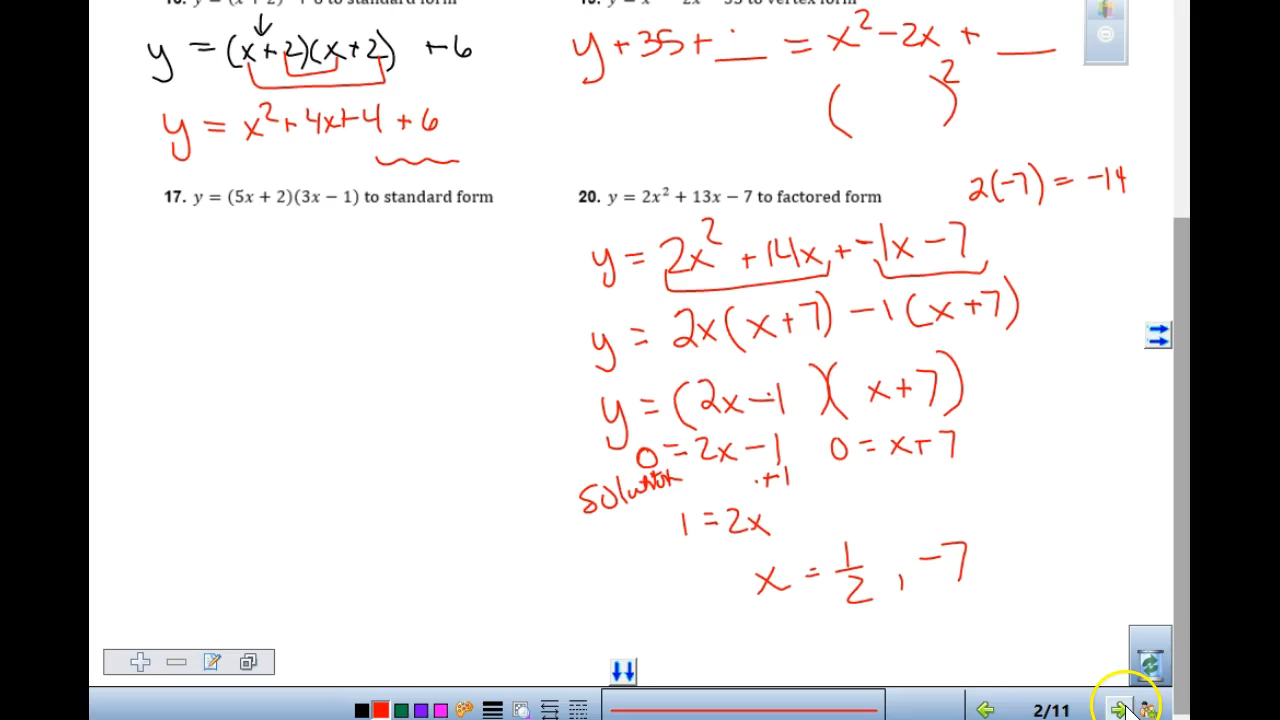 y = (x + 2)(x + 2) + 6
y = x² + 4x + 4 + 6
y + 35 + __ = x² - 2x + __
( )²
17. y = (5x + 2)(3x − 1) to standard form
20. y = 2x² + 13x − 7 to factored form
2(-7) = -14
y = 2x² + 14x + -1x - 7
y = 2x(x + 7) - 1(x + 7)
y = (2x - 1)(x + 7)
0 = 2x - 1 0 = x + 7
solution
+1
1 = 2x
x = 1/2, -7
2/11